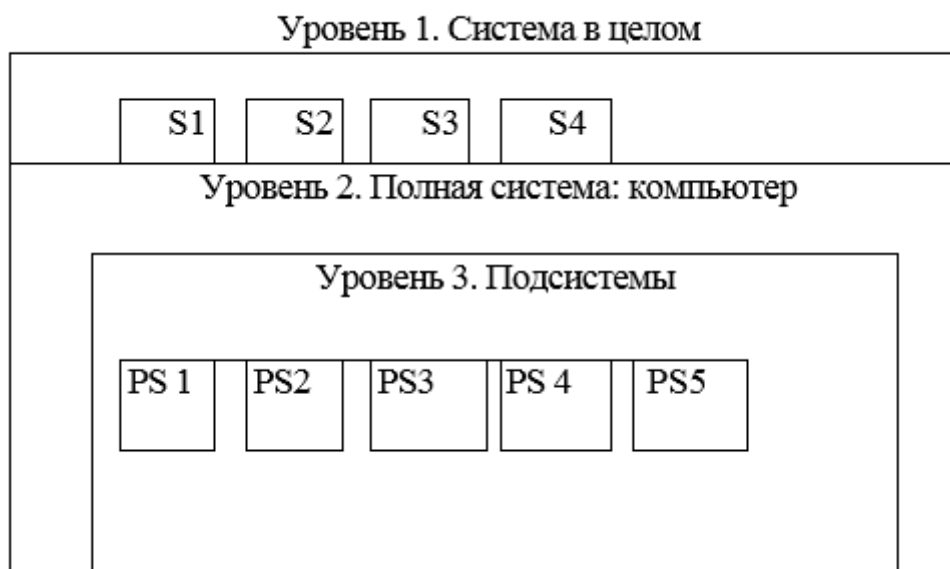 Уровень 1. Система в целом
S1 S2 S3 S4
Уровень 2. Полная система: компьютер
Уровень 3. Подсистемы
PS 1 PS2 PS3 PS 4 PS5